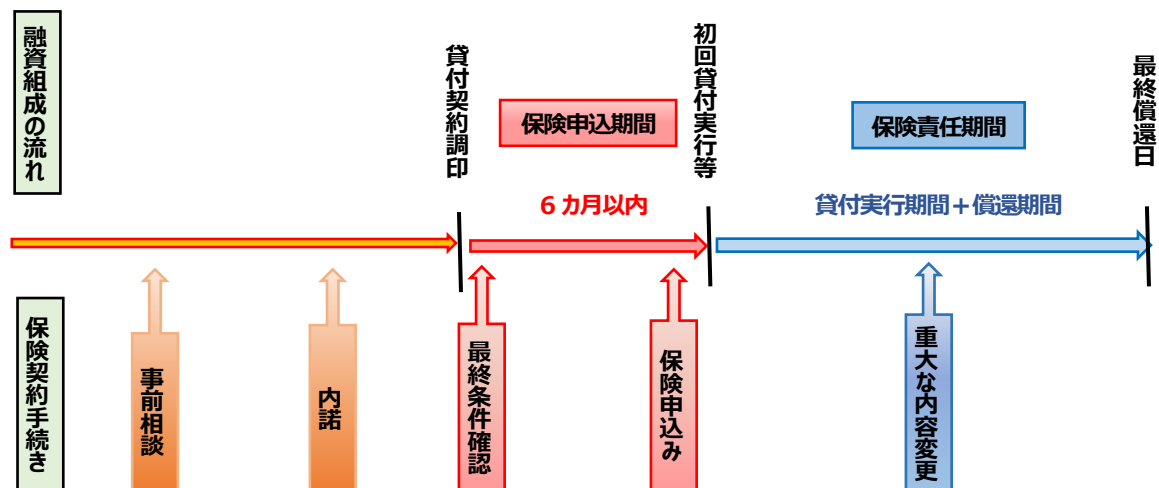 融資組成の流れ
貸付契約調印
保険申込期間
初回貸付実行等
保険責任期間
最終償還日
6 カ月以内
貸付実行期間＋償還期間
保険契約手続き
事前相談
内諾
最終条件確認
保険申込み
重大な内容変更